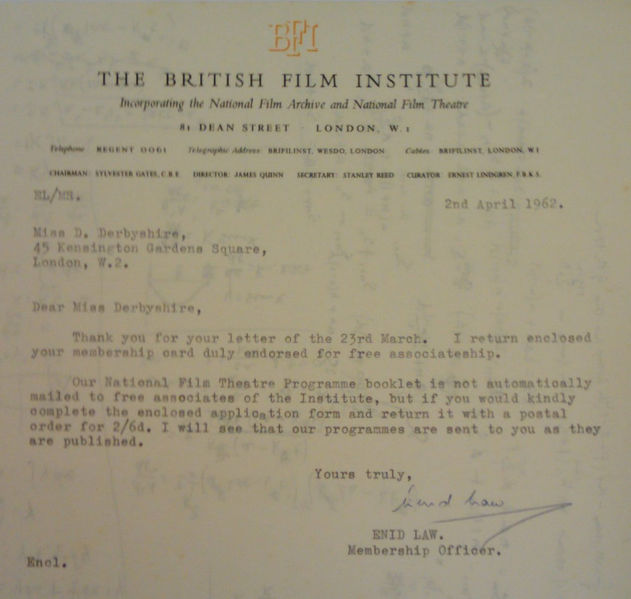 BFI
THE BRITISH FILM INSTITUTE
Incorporating the National Film Archive and National Film Theatre
81 DEAN STREET · LONDON, W.1
Telephone REGENT 0061 Telegraphic Address: BRIFILINST, WESDO, LONDON Cables: BRIFILINST, LONDON, W.1
CHAIRMAN: SYLVESTER GATES, C.B.E. DIRECTOR: JAMES QUINN SECRETARY: STANLEY REED CURATOR: ERNEST LINDGREN, F.B.K.S.
EL/MS.
2nd April 1962.
Miss D. Derbyshire,
45 Kensington Gardens Square,
London, W.2.
Dear Miss Derbyshire,
Thank you for your letter of the 23rd March. I return enclosed
your membership card duly endorsed for free associateship.
Our National Film Theatre Programme booklet is not automatically
mailed to free associates of the Institute, but if you would kindly
complete the enclosed application form and return it with a postal
order for 2/6d. I will see that our programmes are sent to you as they
are published.
Yours truly,
Enid Law
ENID LAW.
Membership Officer.
Encl.